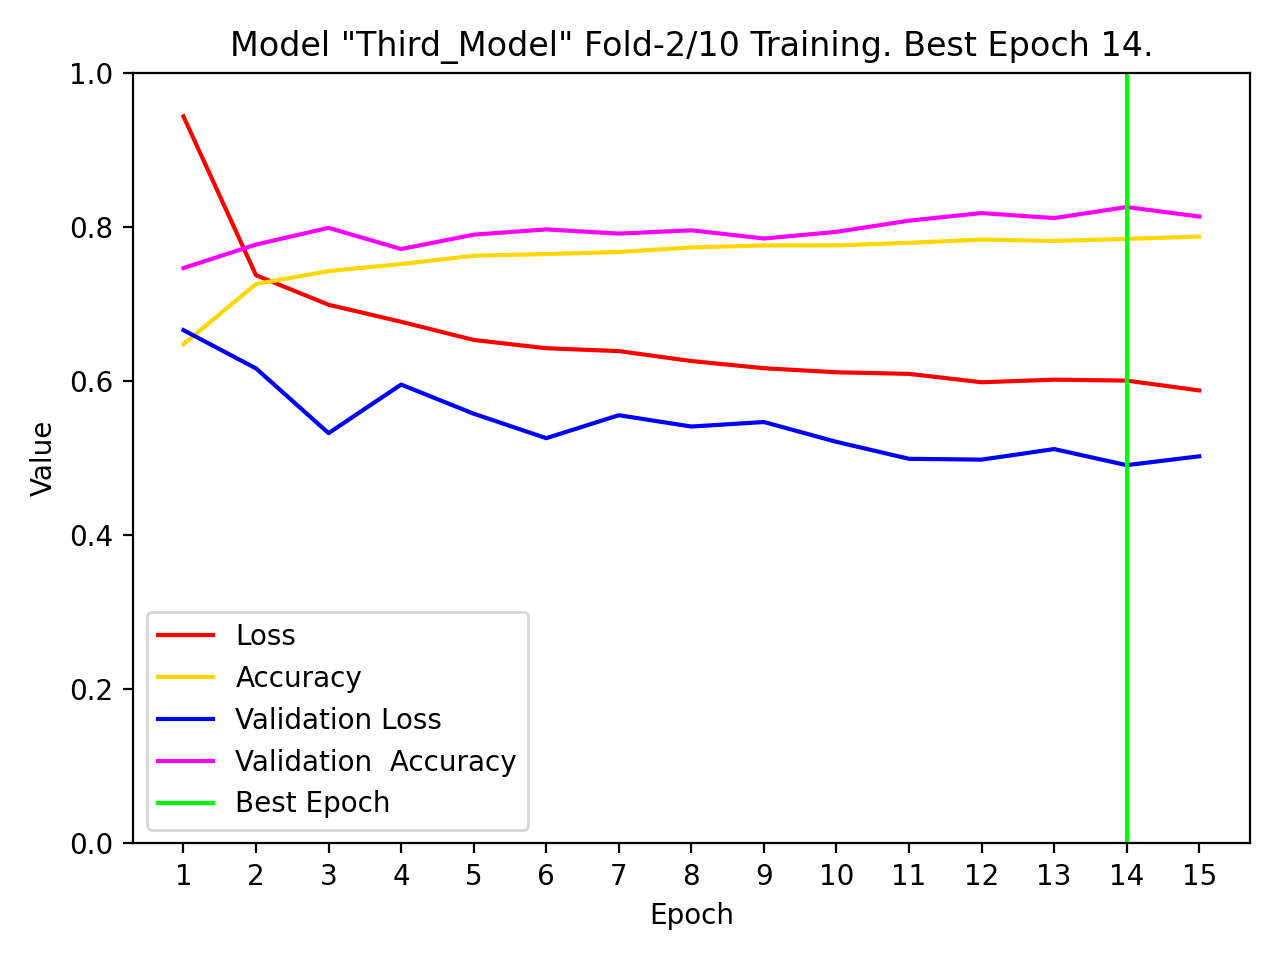 Model "Third_Model" Fold-2/10 Training. Best Epoch 14.
1.0
0.8
0.6
0.4
0.2
0.0
Value
Loss
Accuracy
Validation Loss
Validation  Accuracy
Best Epoch
1 2 3 4 5 6 7 8 9 10 11 12 13 14 15
Epoch